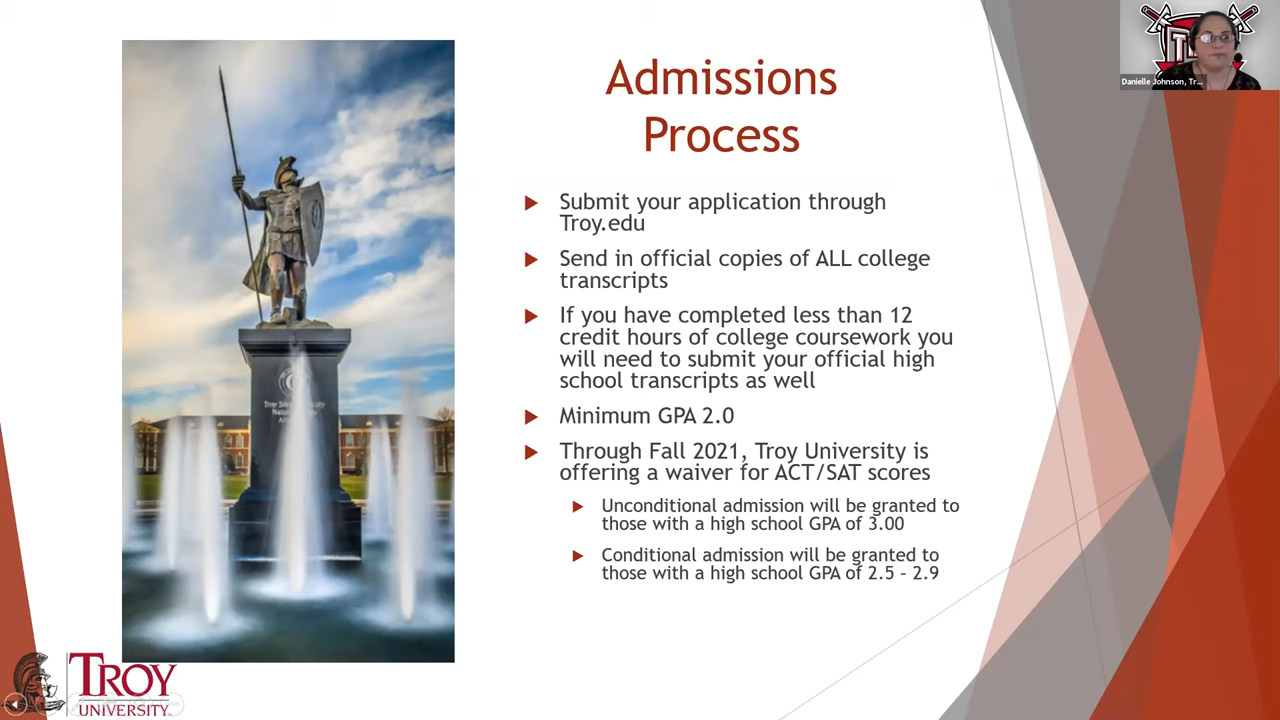 Admissions
Process
Submit your application through
Troy.edu
Send in official copies of ALL college
transcripts
If you have completed less than 12
credit hours of college coursework you
will need to submit your official high
school transcripts as well
Minimum GPA 2.0
Through Fall 2021, Troy University is
offering a waiver for ACT/SAT scores
Unconditional admission will be granted to
those with a high school GPA of 3.00
Conditional admission will be granted to
those with a high school GPA of 2.5 – 2.9
Danielle Johnson, Tr...
TROY
UNIVERSITY